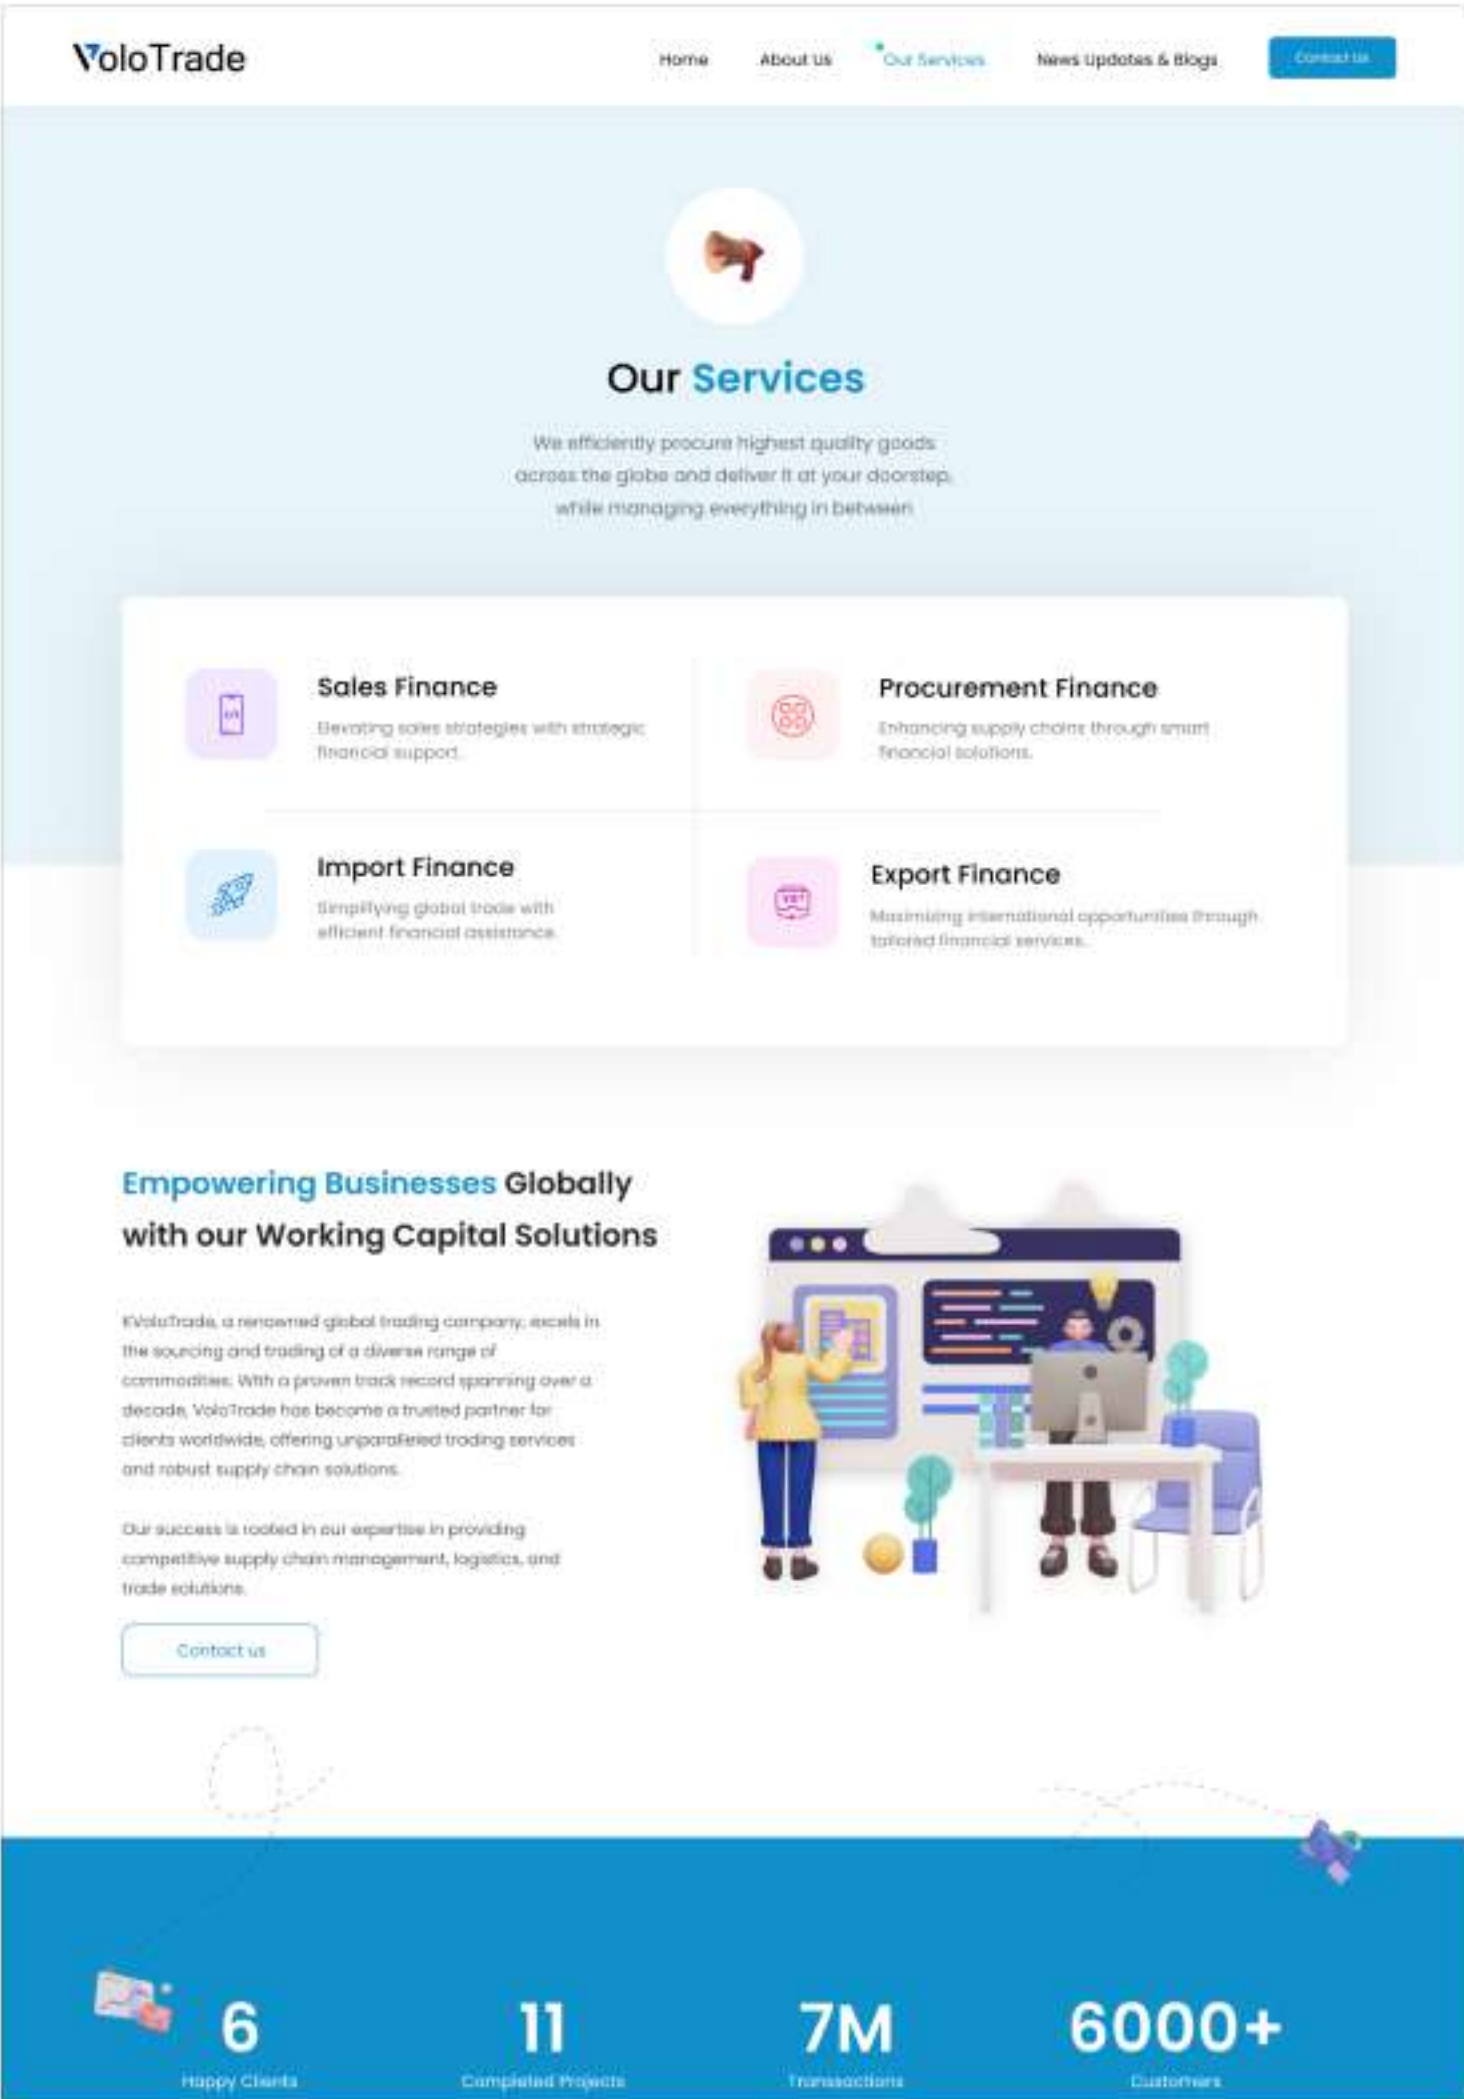 VoloTrade
Home
About Us
Our Services
News Updates & Blogs
Contact Us
Our Services
We efficiently procure highest quality goods
across the globe and deliver it at your doorstep,
while managing everything in between
Sales Finance
Elevating sales strategies with strategic
financial support.
Procurement Finance
Enhancing supply chains through smart
financial solutions.
Import Finance
Simplifying global trade with
efficient financial assistance.
Export Finance
Maximizing international opportunities through
tailored financial services.
Empowering Businesses Globally
with our Working Capital Solutions
KVoloTrade, a renowned global trading company, excels in
the sourcing and trading of a diverse range of
commodities. With a proven track record spanning over a
decade, VoloTrade has become a trusted partner for
clients worldwide, offering unparalleled trading services
and robust supply chain solutions.
Our success is rooted in our expertise in providing
competitive supply chain management, logistics, and
trade solutions.
Contact us
6
Happy Clients
11
Completed Projects
7M
Transsactions
6000+
Customers